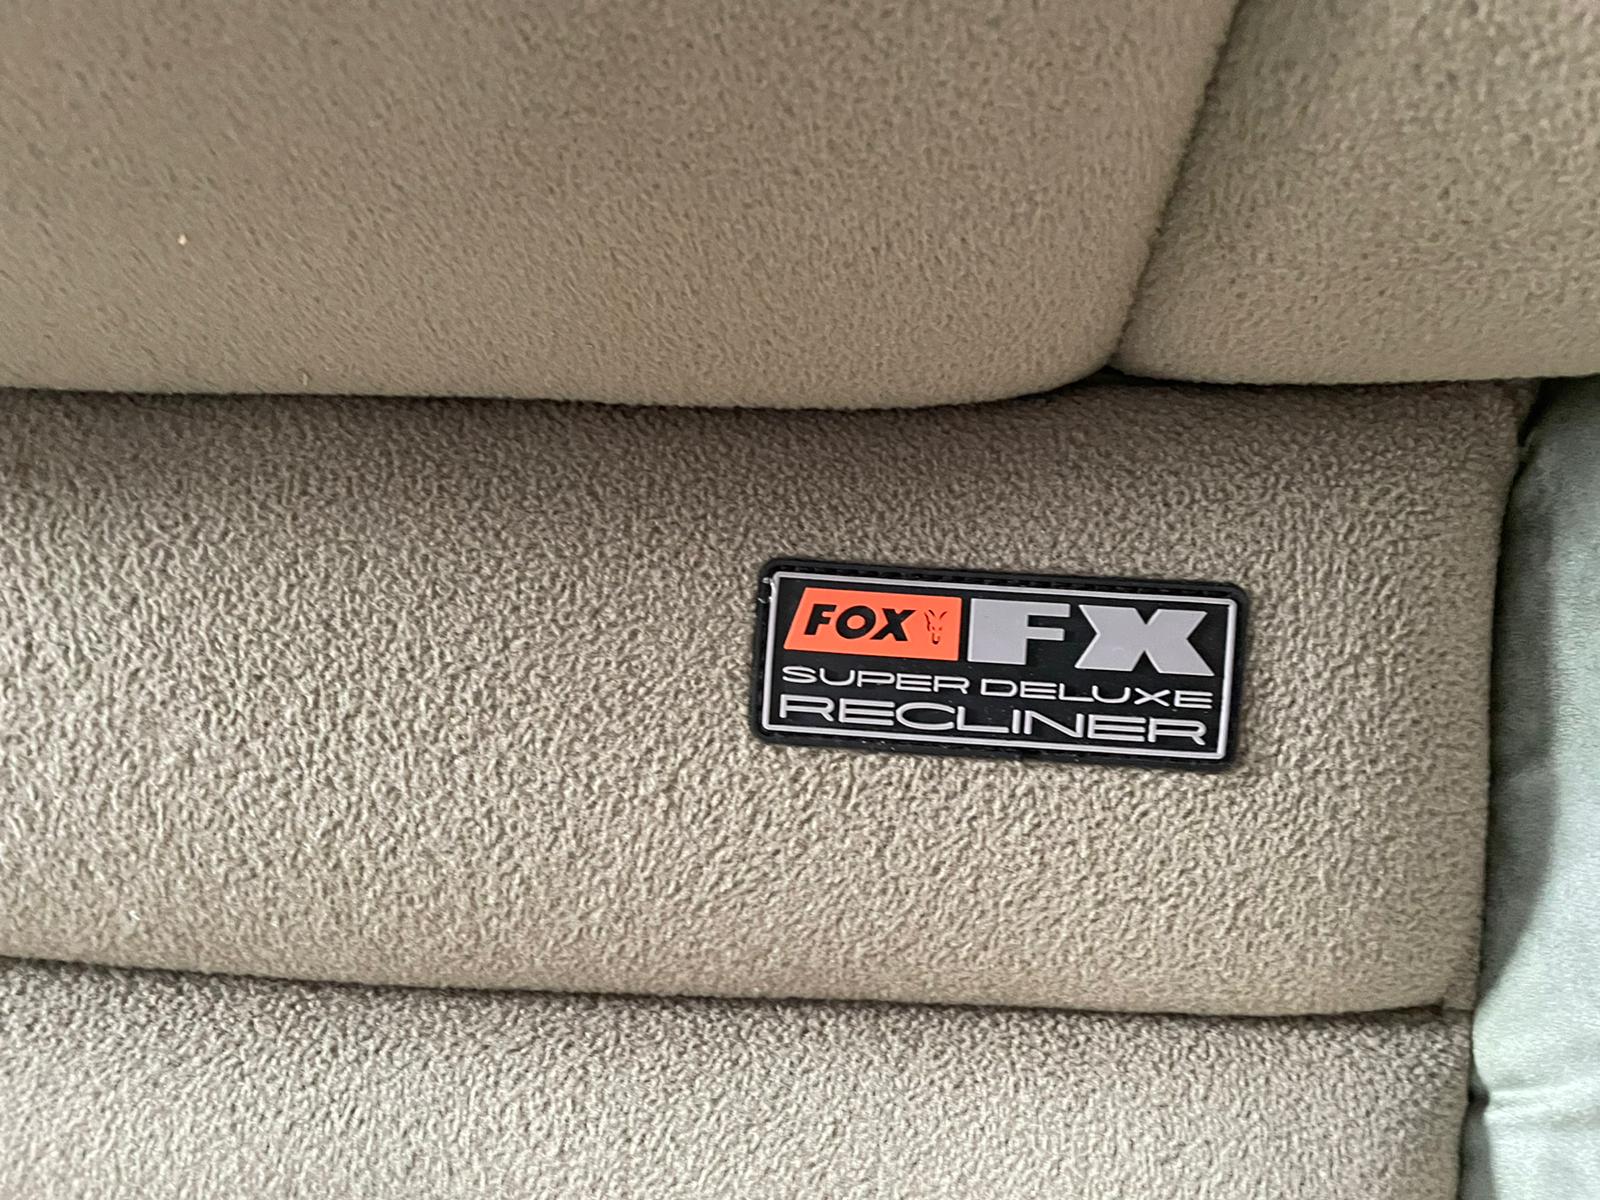 FOX FX
SUPER DELUXE
RECLINER